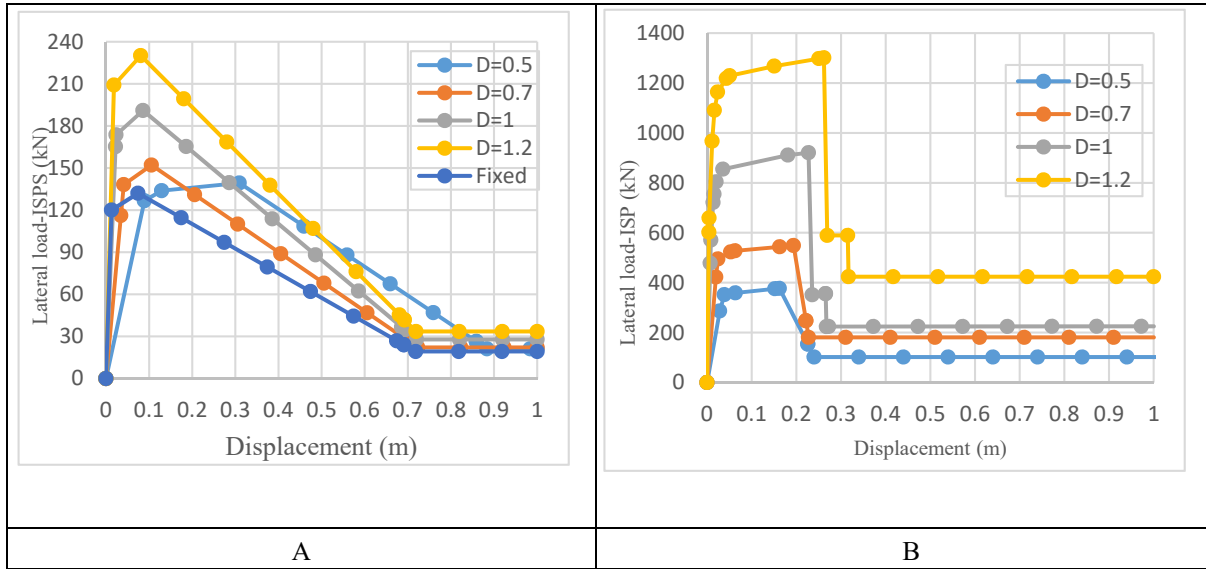 240
210
180
150
120
90
60
30
0
Lateral load-ISPS (kN)
0 0.1 0.2 0.3 0.4 0.5 0.6 0.7 0.8 0.9 1
Displacement (m)
D=0.5
D=0.7
D=1
D=1.2
Fixed
1400
1200
1000
800
600
400
200
0
Lateral load-ISP (kN)
0 0.1 0.2 0.3 0.4 0.5 0.6 0.7 0.8 0.9 1
Displacement (m)
D=0.5
D=0.7
D=1
D=1.2
A
B